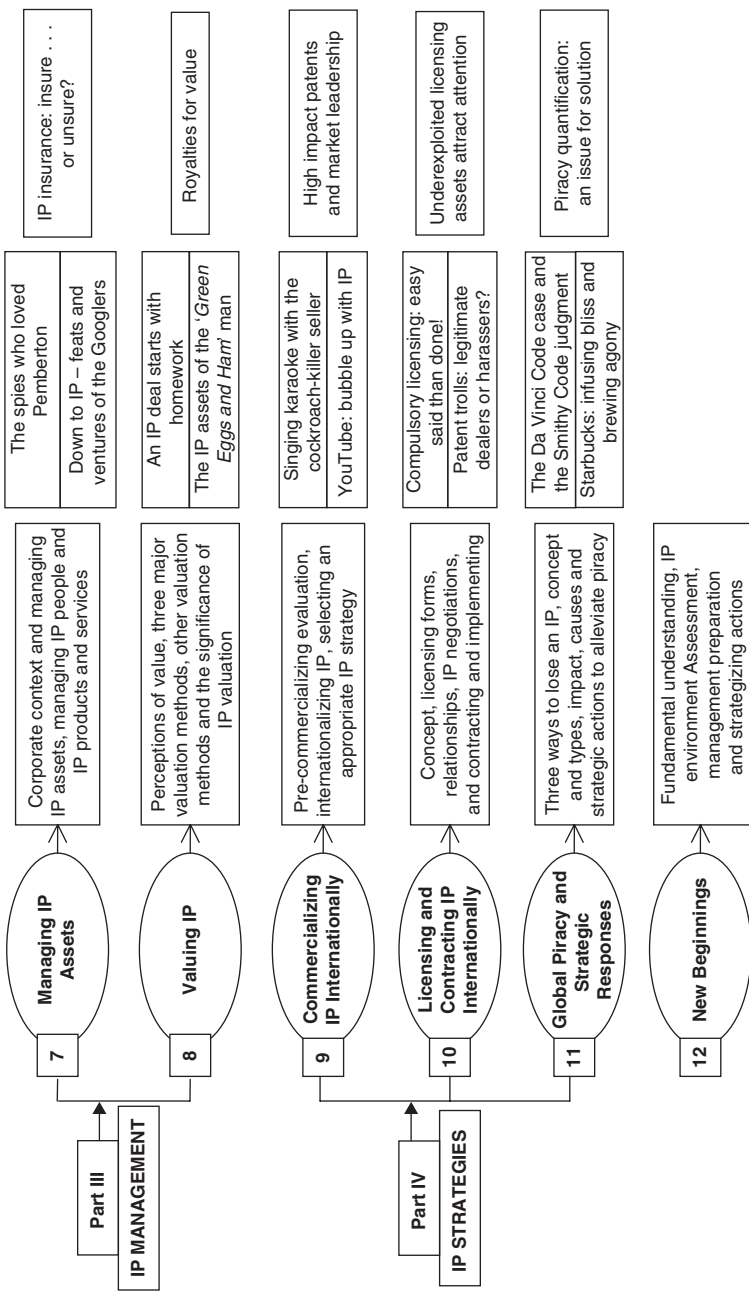 Part III
IP MANAGEMENT
7
Managing IP
Assets
Corporate context and managing
IP assets, managing IP people and
IP products and services
The spies who loved
Pemberton
Down to IP – feats and
ventures of the Googlers
IP insurance: insure . . .
or unsure?
8
Valuing IP
Perceptions of value, three major
valuation methods, other valuation
methods and the significance of
IP valuation
An IP deal starts with
homework
The IP assets of the ‘Green
Eggs and Ham’ man
Royalties for value
Part IV
IP STRATEGIES
9
Commercializing
IP Internationally
Pre-commercializing evaluation,
internationalizing IP, selecting an
appropriate IP strategy
Singing karaoke with the
cockroach-killer seller
YouTube: bubble up with IP
High impact patents
and market leadership
10
Licensing and
Contracting IP
Internationally
Concept, licensing forms,
relationships, IP negotiations,
and contracting and implementing
Compulsory licensing: easy
said than done!
Patent trolls: legitimate
dealers or harassers?
Underexploited licensing
assets attract attention
11
Global Piracy and
Strategic
Responses
Three ways to lose an IP, concept
and types, impact, causes and
strategic actions to alleviate piracy
The Da Vinci Code case and
the Smithy Code judgment
Starbucks: infusing bliss and
brewing agony
Piracy quantification:
an issue for solution
12
New Beginnings
Fundamental understanding, IP
environment Assessment, IP
management preparation
and strategizing actions